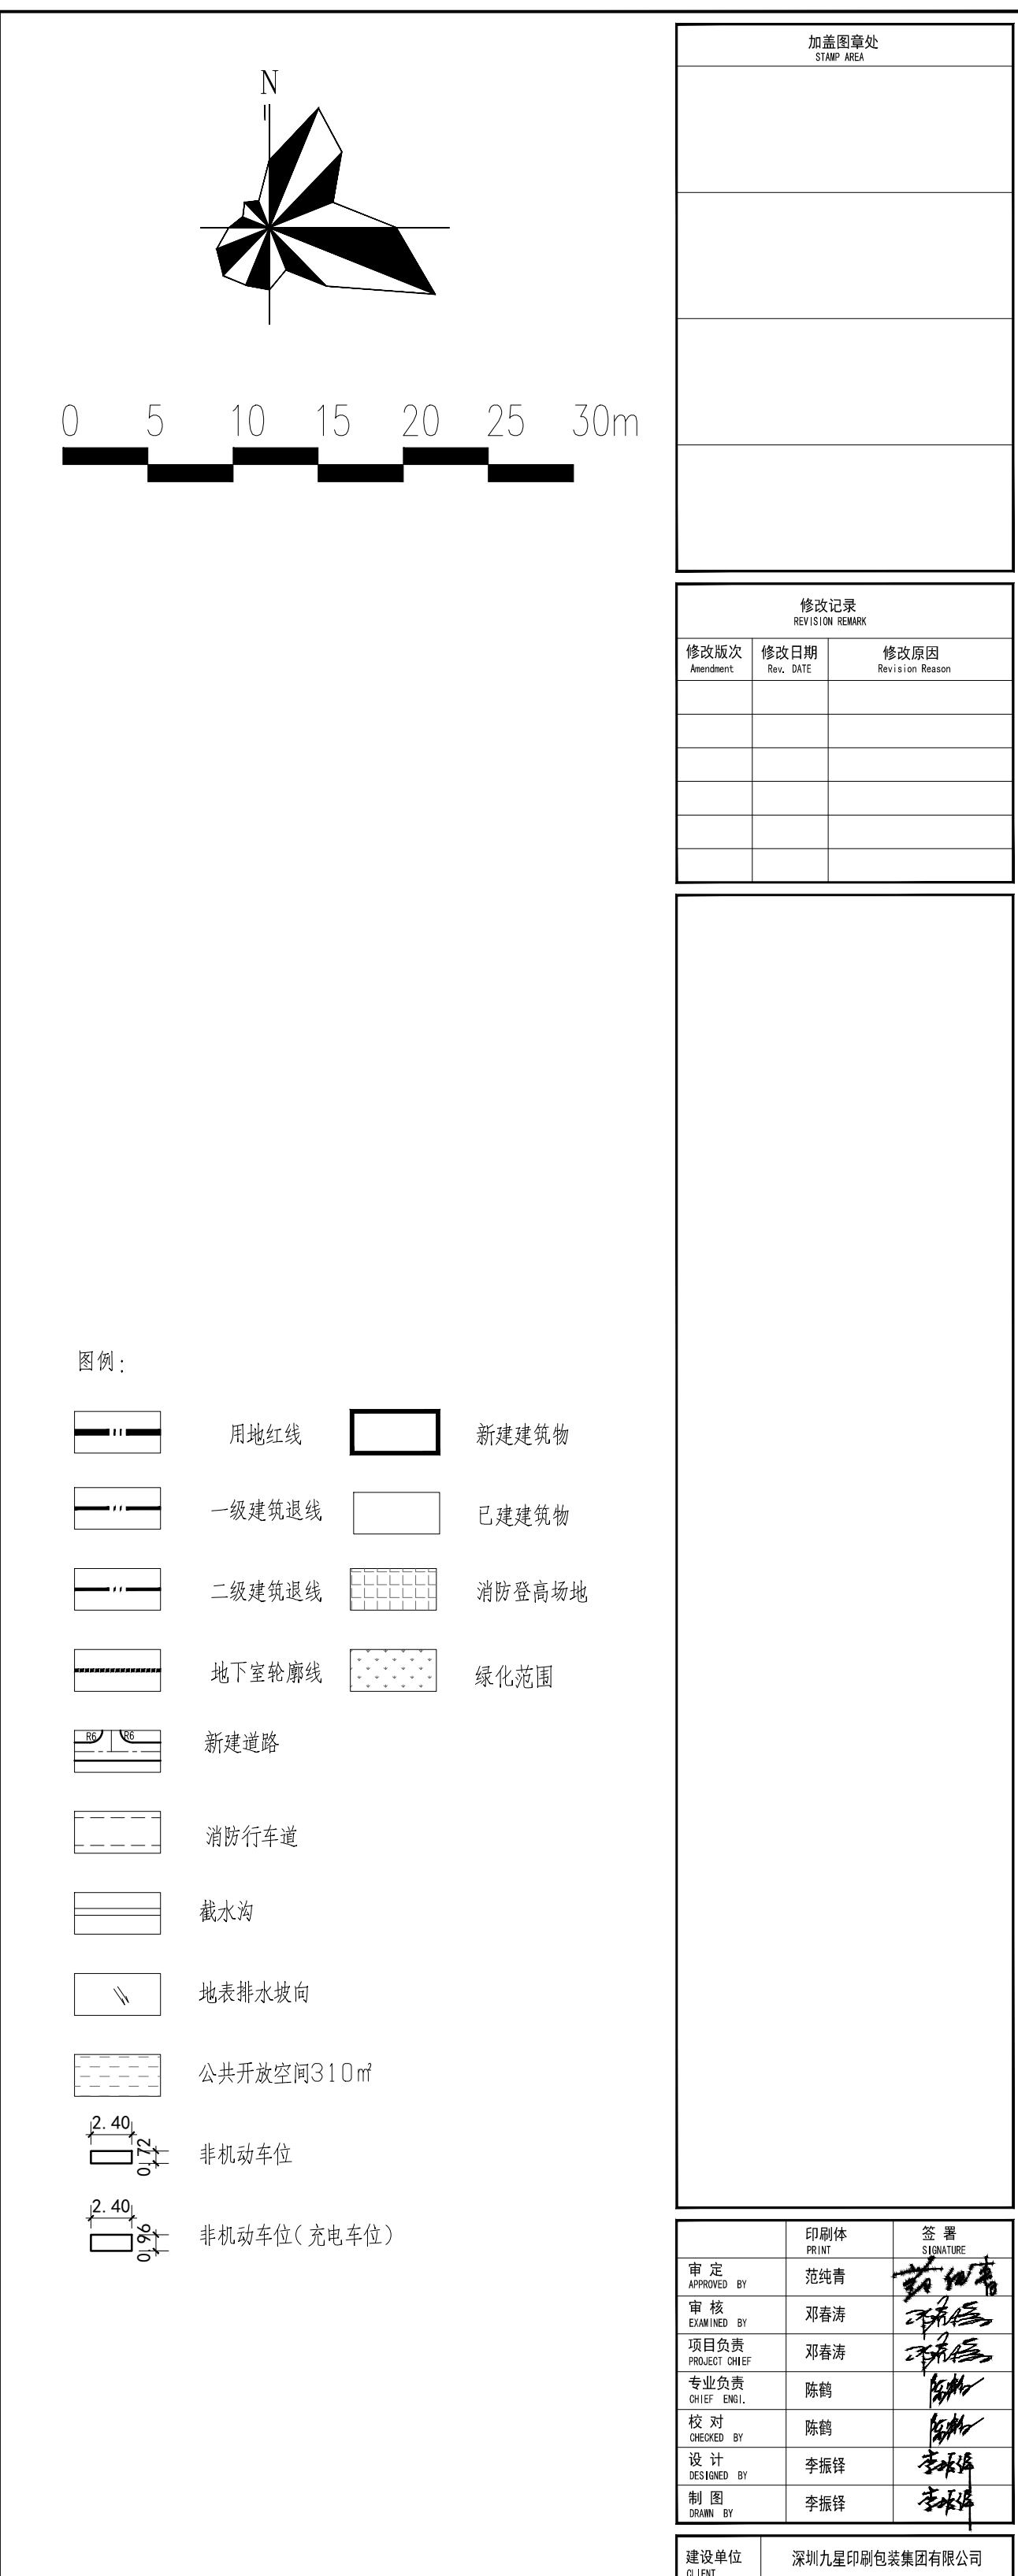 N
0 5 10 15 20 25 30m
图例:
用地红线 新建建筑物
一级建筑退线 已建建筑物
二级建筑退线 消防登高场地
地下室轮廓线 绿化范围
R6 R6 新建道路
消防行车道
截水沟
地表排水坡向
公共开放空间310㎡
2.40
0.72 非机动车位
2.40
0.96 非机动车位(充电车位)
加盖图章处
STAMP AREA
修改记录
REVISION REMARK
修改版次 修改日期 修改原因
Amendment Rev. DATE Revision Reason
印刷体 签 署
PRINT SIGNATURE
审 定 范纯青
APPROVED BY
审 核 邓春涛
EXAMINED BY
项目负责 邓春涛
PROJECT CHIEF
专业负责 陈鹤
CHIEF ENGI.
校 对 陈鹤
CHECKED BY
设 计 李振铎
DESIGNED BY
制 图 李振铎
DRAWN BY
建设单位 深圳九星印刷包装集团有限公司
CLIENT